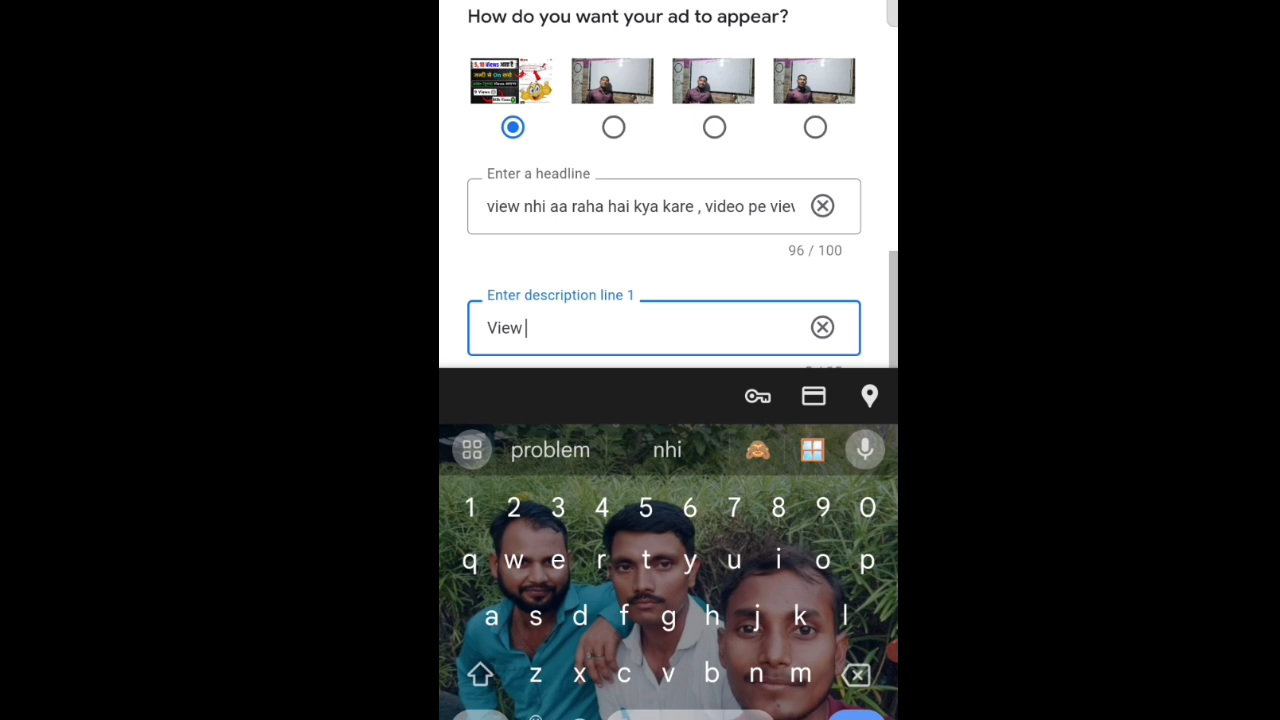 How do you want your ad to appear?
Enter a headline
view nhi aa raha hai kya kare , video pe view
96 / 100
Enter description line 1
View
problem nhi
1 2 3 4 5 6 7 8 9 0
q w e r t y u i o p
a s d f g h j k l
z x c v b n m